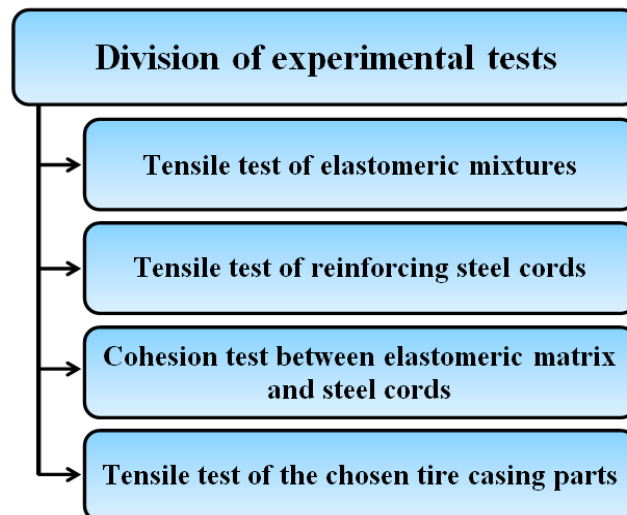 Division of experimental tests
Tensile test of elastomeric mixtures
Tensile test of reinforcing steel cords
Cohesion test between elastomeric matrix
and steel cords
Tensile test of the chosen tire casing parts